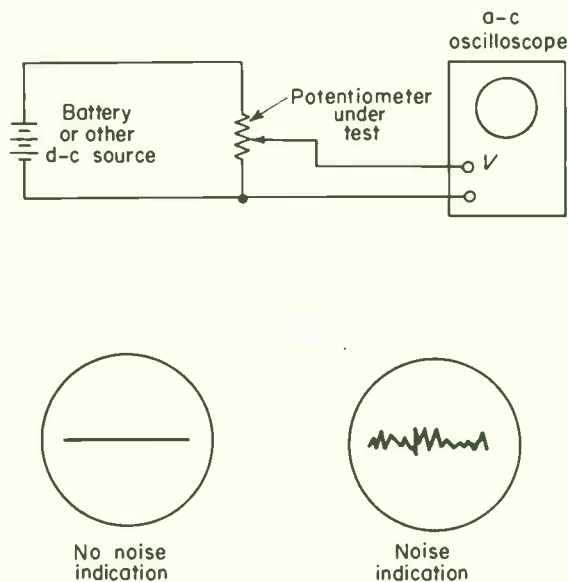 a-c
oscilloscope
Battery
or other
d-c source
Potentiometer
under
test
V
No noise
indication
Noise
indication